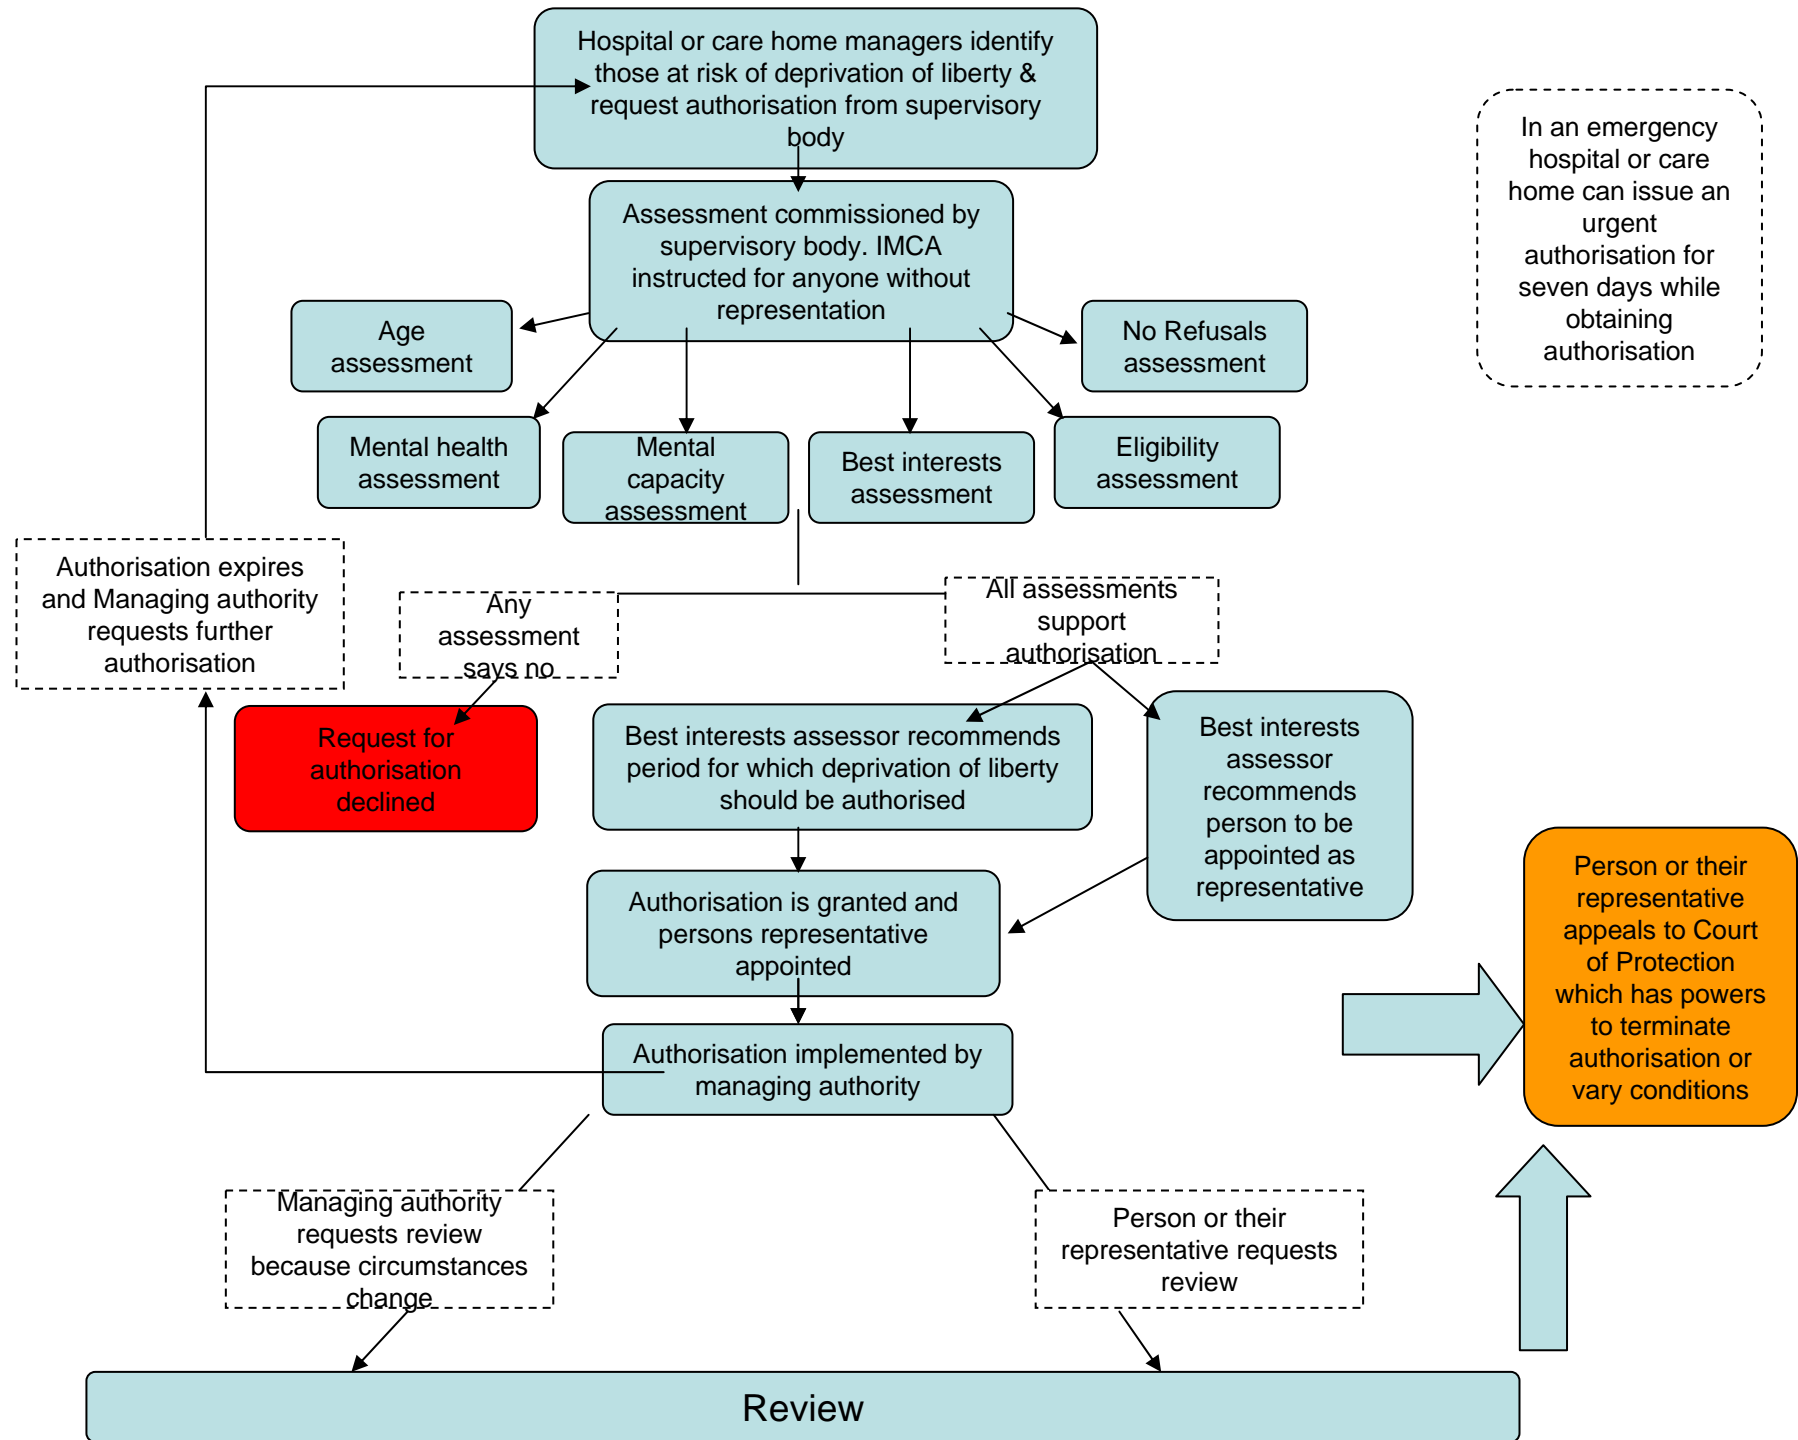 Hospital or care home managers identify
those at risk of deprivation of liberty &
request authorisation from supervisory
body
In an emergency
hospital or care
home can issue an
urgent
authorisation for
seven days while
obtaining
authorisation
Assessment commissioned by
supervisory body. IMCA
instructed for anyone without
representation
Age
assessment
No Refusals
assessment
Mental health
assessment
Mental
capacity
assessment
Best interests
assessment
Eligibility
assessment
Authorisation expires
and Managing authority
requests further
authorisation
Any
assessment
says no
All assessments
support
authorisation
Request for
authorisation
declined
Best interests assessor recommends
period for which deprivation of liberty
should be authorised
Best interests
assessor
recommends
person to be
appointed as
representative
Authorisation is granted and
persons representative
appointed
Person or their
representative
appeals to Court
of Protection
which has powers
to terminate
authorisation or
vary conditions
Authorisation implemented by
managing authority
Managing authority
requests review
because circumstances
change
Person or their
representative requests
review
Review